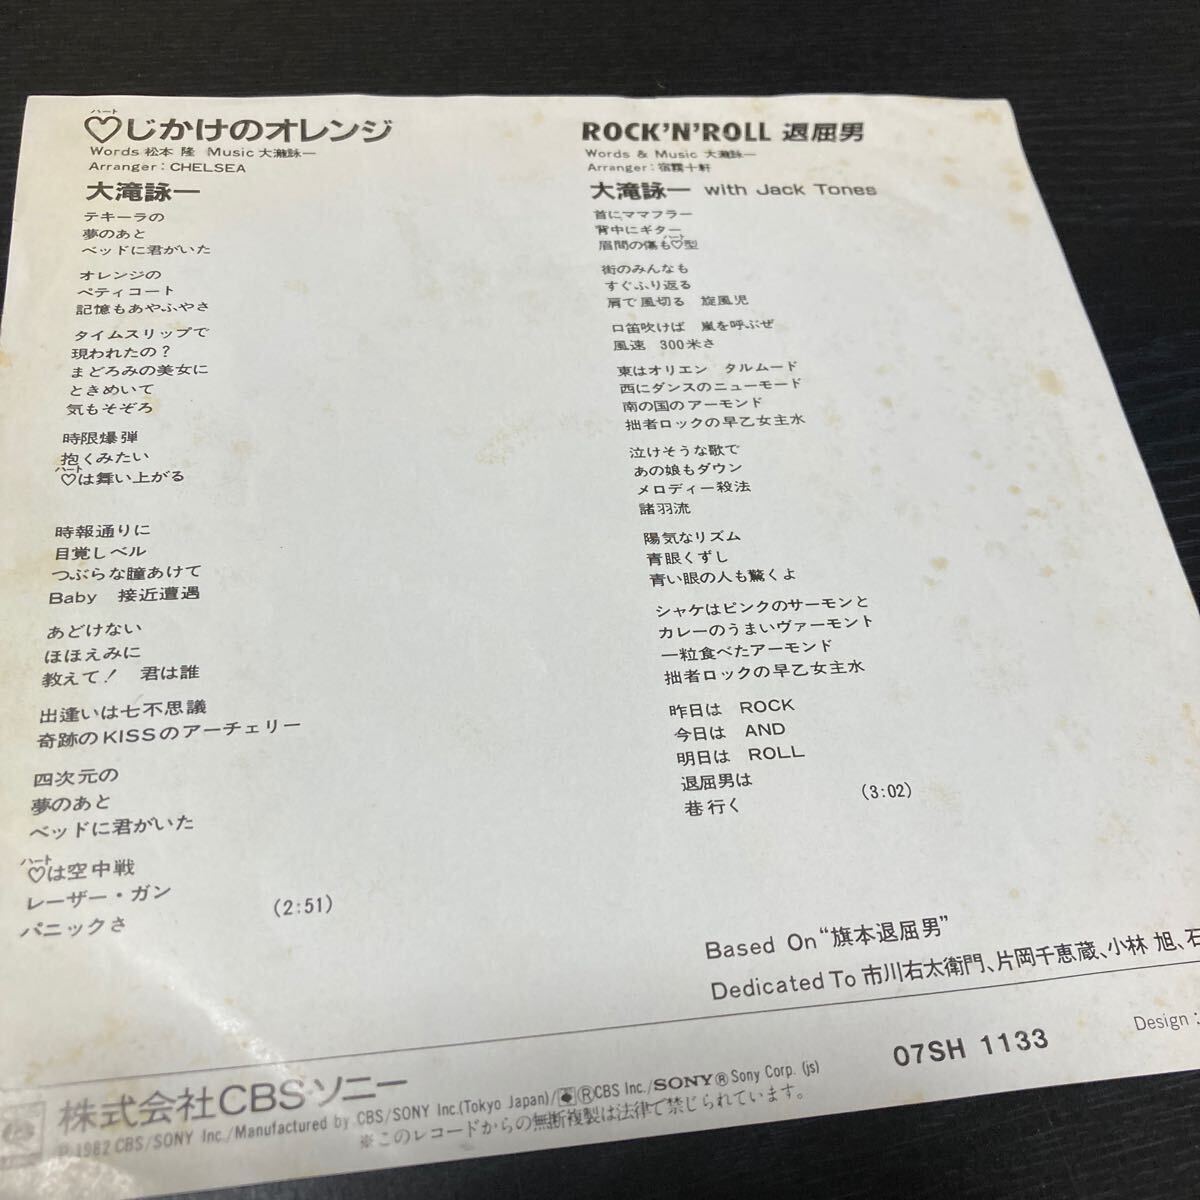 ハート
♡じかけのオレンジ
Words 松本 隆 Music 大瀧詠一
Arranger : CHELSEA
大滝詠一
テキーラの
夢のあと
ベッドに君がいた
オレンジの
ペティコート
記憶もあやふやさ
タイムスリップで
現われたの?
まどろみの美女に
ときめいて
気もそぞろ
時限爆弾
抱くみたい
ハート
♡は舞い上がる
時報通りに
目覚しベル
つぶらな瞳あけて
Baby 接近遭遇
あどけない
ほほえみに
教えて! 君は誰
出逢いは七不思議
奇跡のKISSのアーチェリー
四次元の
夢のあと
ベッドに君がいた
ハート
♡は空中戦
レーザー・ガン
パニックさ
(2:51)
ROCK'N'ROLL 退屈男
Words & Music 大瀧詠一
Arranger : 宿霧十軒
大滝詠一 with Jack Tones
首にママフラー
背中にギター
ハート
眉間の傷も♡型
街のみんなも
すぐふり返る
肩で風切る 旋風児
口笛吹けば 嵐を呼ぶぜ
風速 300米さ
東はオリエン タルムード
西にダンスのニューモード
南の国のアーモンド
拙者ロックの早乙女主水
泣けそうな歌で
あの娘もダウン
メロディー殺法
諸羽流
陽気なリズム
青眼くずし
青い眼の人も驚くよ
シャケはピンクのサーモンと
カレーのうまいヴァーモント
一粒食べたアーモンド
拙者ロックの早乙女主水
昨日は ROCK
今日は AND
明日は ROLL
退屈男は
巷行く
(3:02)
Based On "旗本退屈男"
Dedicated To 市川右太衛門、片岡千恵蔵、小林 旭、石
Design :
07SH 1133
株式会社CBS・ソニー
℗ 1982 CBS/SONY Inc./Manufactured by CBS/SONY Inc.(Tokyo Japan)/®CBS Inc./SONY®Sony Corp. (js)
※このレコードからの無断複製は法律で禁じられています。